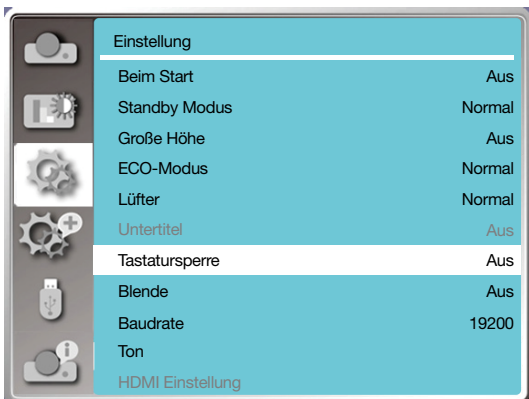 Einstellung
Beim Start Aus
Standby Modus Normal
Große Höhe Aus
ECO-Modus Normal
Lüfter Normal
Untertitel Aus
Tastatursperre Aus
Blende Aus
Baudrate 19200
Ton
HDMI Einstellung